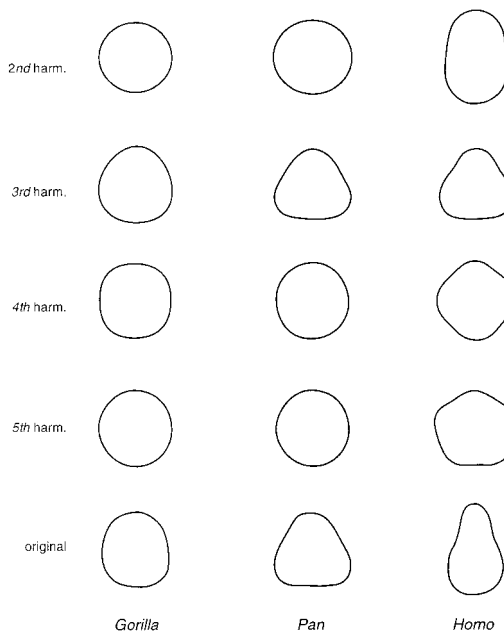 2nd harm.
3rd harm.
4th harm.
5th harm.
original
Gorilla Pan Homo